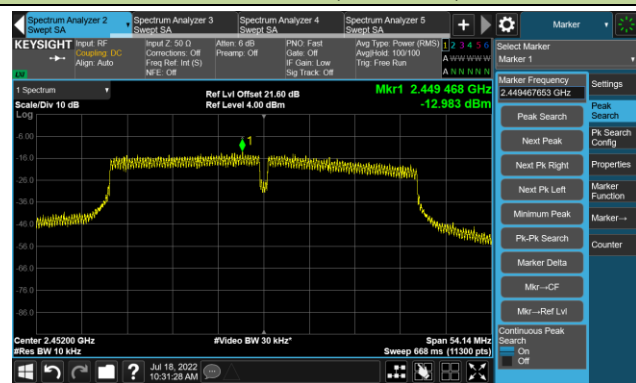 Spectrum Analyzer 2
Swept SA
Spectrum Analyzer 3
Swept SA
Spectrum Analyzer 4
Swept SA
Spectrum Analyzer 5
Swept SA
+
Marker
KEYSIGHT
Input: RF
Coupling: DC
Align: Auto
Input Z: 50 Ω
Corrections: Off
Freq Ref: Int (S)
NFE: Off
Atten: 6 dB
Preamp: Off
PNO: Fast
Gate: Off
IF Gain: Low
Sig Track: Off
Avg Type: Power (RMS)
Avg|Hold: 100/100
Trig: Free Run
1 2 3 4 5 6
A W W W W W
A N N N N N
LW
Select Marker
Marker 1
Marker Frequency
2.449467653 GHz
Settings
Peak Search
Next Peak
Next Pk Right
Next Pk Left
Minimum Peak
Pk-Pk Search
Marker Delta
Mkr→CF
Mkr→Ref Lvl
Continuous Peak
Search
On
Off
Peak
Search
Pk Search
Config
Properties
Marker
Function
Marker→
Counter
1 Spectrum
Scale/Div 10 dB
Log
Ref Lvl Offset 21.60 dB
Ref Level 4.00 dBm
Mkr1 2.449 468 GHz
-12.983 dBm
1
-6.00
-16.0
-26.0
-36.0
-46.0
-56.0
-66.0
-76.0
-86.0
Center 2.45200 GHz
#Res BW 10 kHz
#Video BW 30 kHz*
Span 54.14 MHz
Sweep 668 ms (11300 pts)
?
Jul 18, 2022
10:31:28 AM